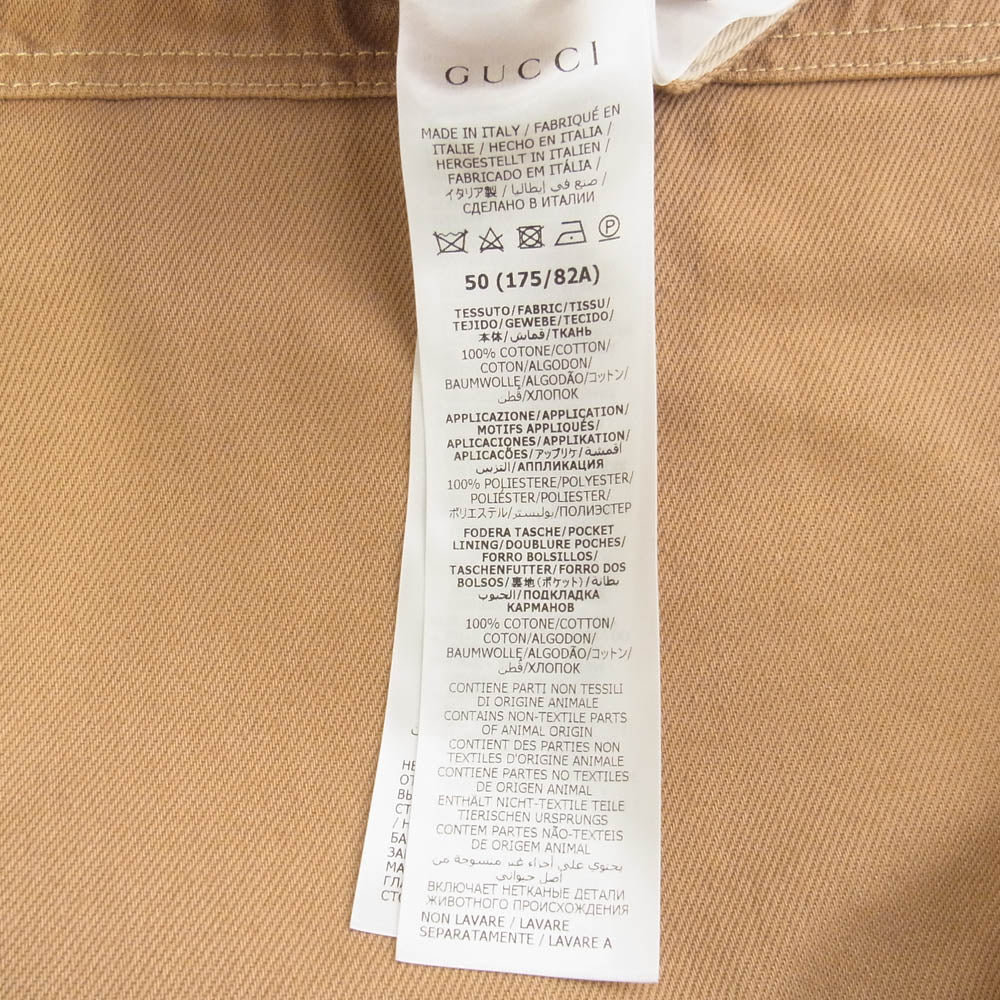 GUCCI
MADE IN ITALY / FABRIQUÉ EN
ITALIE / HECHO EN ITALIA /
HERGESTELLT IN ITALIEN /
FABRICADO EM ITÁLIA /
イタリア製 / صنع في إيطاليا /
СДЕЛАНО В ИТАЛИИ
P
50 (175/82A)
TESSUTO/FABRIC/TISSU/
TEJIDO/GEWEBE/TECIDO/
本体/قماش/ТКАНЬ
100% COTONE/COTTON/
COTON/ALGODON/
BAUMWOLLE/ALGODÃO/コットン/
قُطن/ХЛОПОК
APPLICAZIONE/APPLICATION/
MOTIFS APPLIQUÉS/
APLICACIONES/APPLIKATION/
APLICAÇÕES/アップリケ/اقمشة
التزيين/АППЛИКАЦИЯ
100% POLIESTERE/POLYESTER/
POLIÉSTER/POLIESTER/
ポリエステル/بوليستر/ПОЛИЭСТЕР
FODERA TASCHE/POCKET
LINING/DOUBLURE POCHES/
FORRO BOLSILLOS/
TASCHENFUTTER/FORRO DOS
BOLSOS/裏地(ポケット)/بطانة
الجيوب/ПОДКЛАДКА
КАРМАНОВ
100% COTONE/COTTON/
COTON/ALGODON/
BAUMWOLLE/ALGODÃO/コットン/
قُطن/ХЛОПОК
CONTIENE PARTI NON TESSILI
DI ORIGINE ANIMALE
CONTAINS NON-TEXTILE PARTS
OF ANIMAL ORIGIN
CONTIENT DES PARTIES NON
TEXTILES D'ORIGINE ANIMALE
CONTIENE PARTES NO TEXTILES
DE ORIGEN ANIMAL
ENTHÄLT NICHT-TEXTILE TEILE
TIERISCHEN URSPRUNGS
CONTEM PARTES NÃO-TEXTEIS
DE ORIGEM ANIMAL
يحتوي على أجزاء غير منسوجة من
أصل حيواني
ВКЛЮЧАЕТ НЕТКАНЫЕ ДЕТАЛИ
ЖИВОТНОГО ПРОИСХОЖДЕНИЯ
NON LAVARE / LAVARE
SEPARATAMENTE / LAVARE A